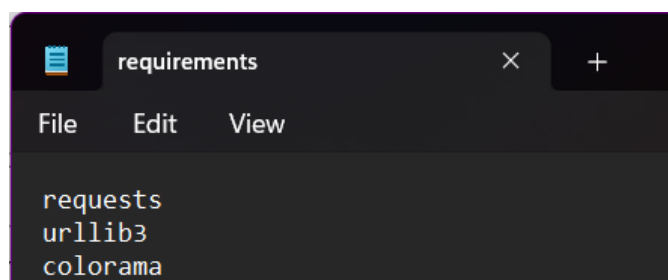 requirements
File Edit View
requests
urllib3
colorama